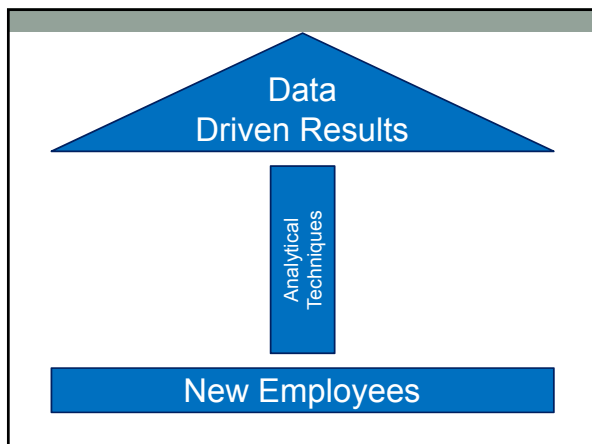 Data
Driven Results
Analytical
Techniques
New Employees